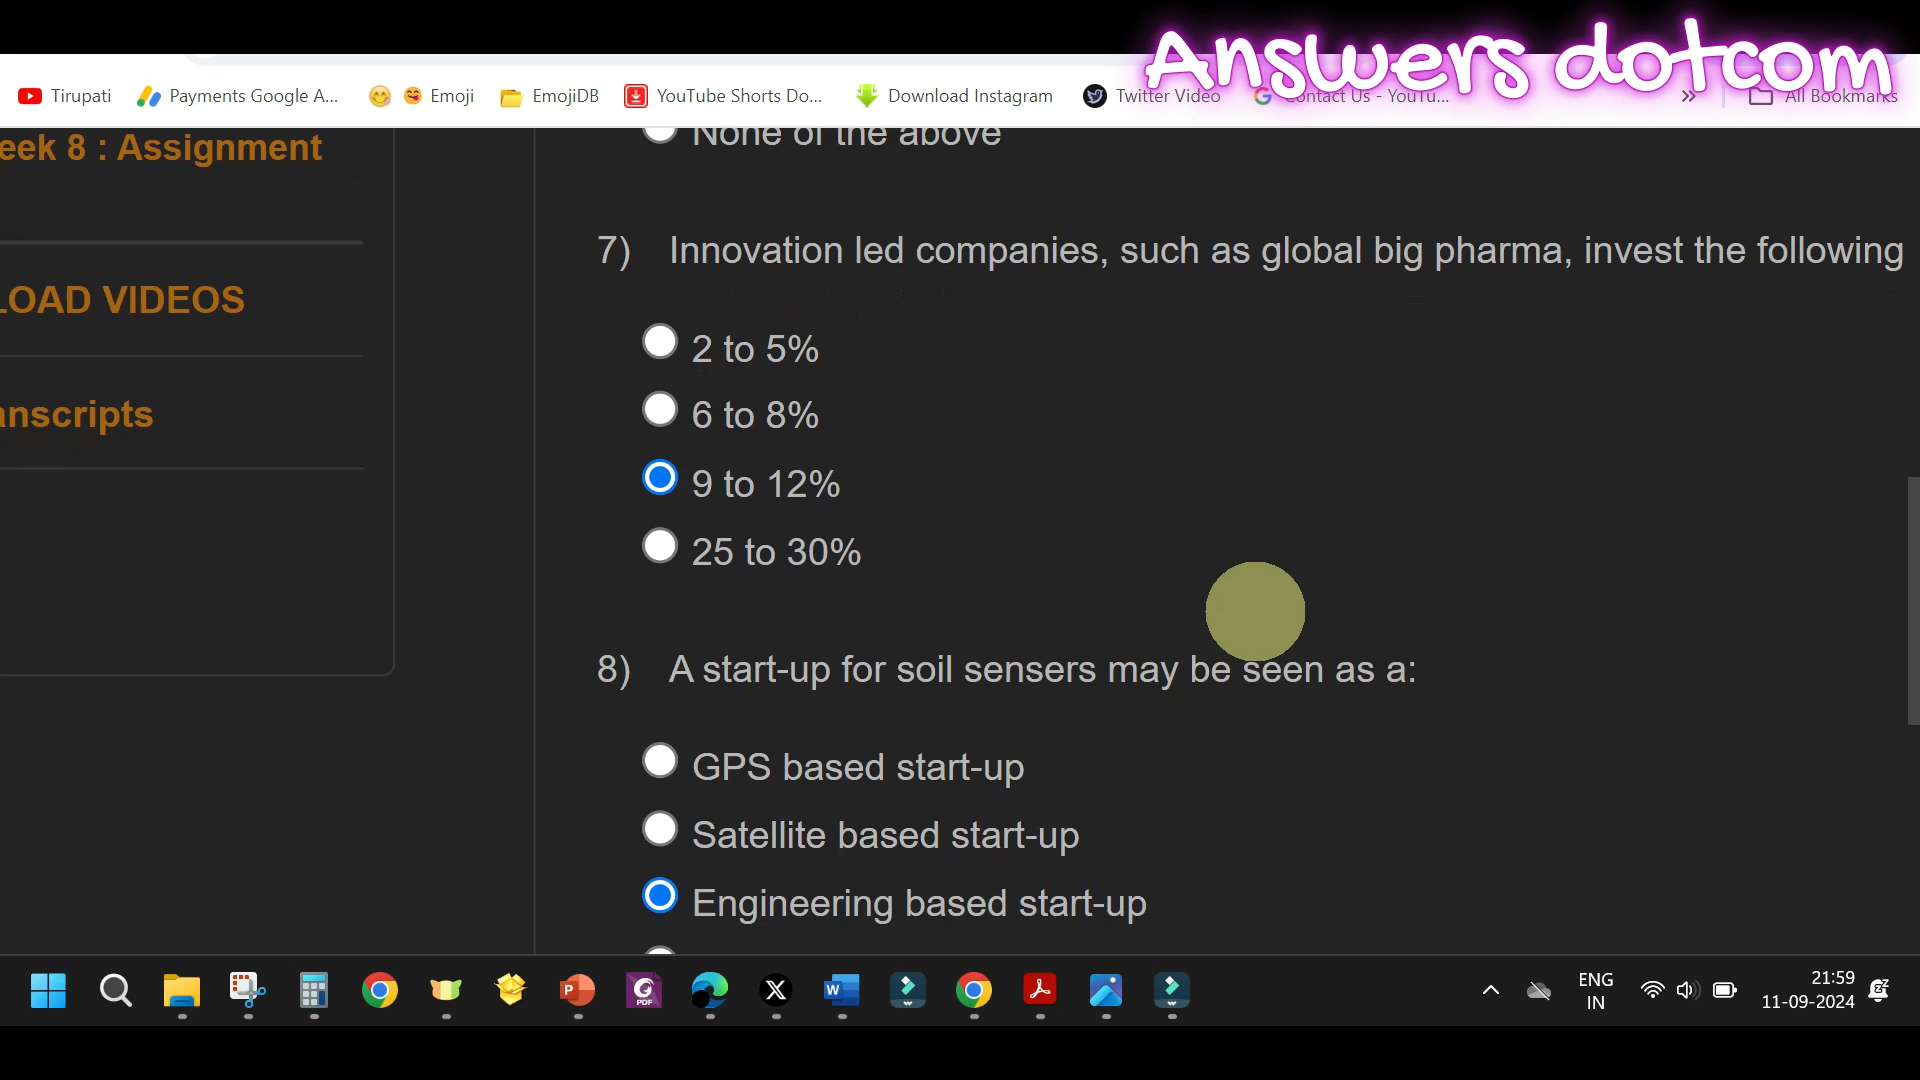 Answers dotcom
Tirupati
Payments Google A...
Emoji
EmojiDB
YouTube Shorts Do...
Download Instagram
Twitter Video
Contact Us - YouTu...
»
All Bookmarks
eek 8 : Assignment
LOAD VIDEOS
anscripts
None of the above
7) Innovation led companies, such as global big pharma, invest the following
2 to 5%
6 to 8%
9 to 12%
25 to 30%
8) A start-up for soil sensers may be seen as a:
GPS based start-up
Satellite based start-up
Engineering based start-up
P
PDF
X
W
ENG
IN
21:59
11-09-2024